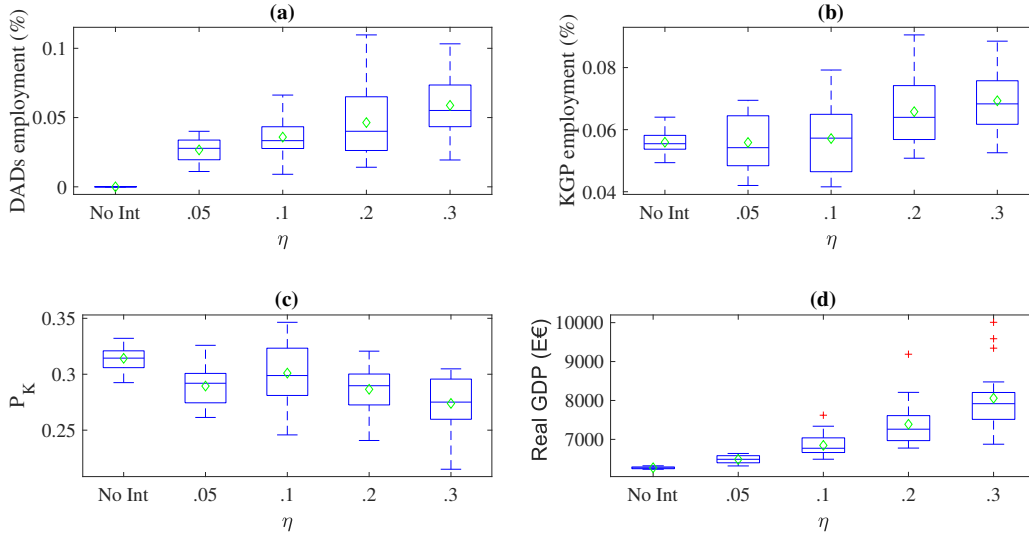 (a)
DADs employment (%)
0.1
0.05
0
No Int .05 .1 .2 .3
η
(b)
KGP employment (%)
0.08
0.06
0.04
No Int .05 .1 .2 .3
η
(c)
P_K
0.35
0.3
0.25
No Int .05 .1 .2 .3
η
(d)
Real GDP (E€)
10000
9000
8000
7000
No Int .05 .1 .2 .3
η